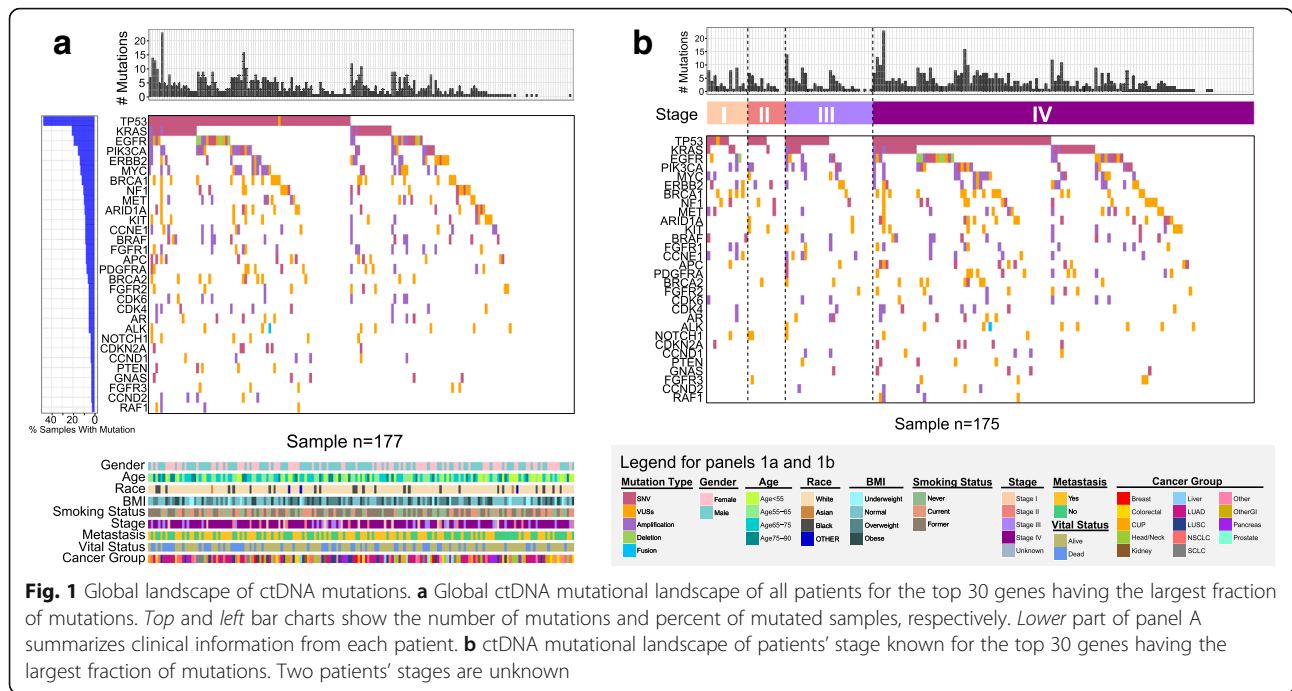 a
# Mutations
20
15
10
5
0
TP53
KRAS
EGFR
PIK3CA
ERBB2
MYC
BRCA1
NF1
MET
ARID1A
KIT
CCNE1
BRAF
FGFR1
APC
PDGFRA
BRCA2
FGFR2
CDK6
CDK4
AR
ALK
NOTCH1
CDKN2A
CCND1
PTEN
GNAS
FGFR3
CCND2
RAF1
40 20 0
% Samples With Mutation
Sample n=177
Gender
Age
Race
BMI
Smoking Status
Stage
Metastasis
Vital Status
Cancer Group
b
# Mutations
20
15
10
5
0
Stage I II III IV
TP53
KRAS
EGFR
PIK3CA
MYC
ERBB2
BRCA1
NF1
MET
ARID1A
KIT
BRAF
FGFR1
CCNE1
APC
PDGFRA
BRCA2
FGFR2
CDK6
CDK4
AR
ALK
NOTCH1
CDKN2A
CCND1
PTEN
GNAS
FGFR3
CCND2
RAF1
Sample n=175
Legend for panels 1a and 1b
Mutation Type
SNV
VUSs
Amplification
Deletion
Fusion
Gender
Female
Male
Age
Age<55
Age55-65
Age65-75
Age75-90
Race
White
Asian
Black
OTHER
BMI
Underweight
Normal
Overweight
Obese
Smoking Status
Never
Current
Former
Stage
Stage I
Stage II
Stage III
Stage IV
Unknown
Metastasis
Yes
No
Vital Status
Alive
Dead
Cancer Group
Breast
Colorectal
CUP
Head/Neck
Kidney
Liver
LUAD
LUSC
NSCLC
SCLC
Other
OtherGI
Pancreas
Prostate
Fig. 1 Global landscape of ctDNA mutations. a Global ctDNA mutational landscape of all patients for the top 30 genes having the largest fraction
of mutations. Top and left bar charts show the number of mutations and percent of mutated samples, respectively. Lower part of panel A
summarizes clinical information from each patient. b ctDNA mutational landscape of patients' stage known for the top 30 genes having the
largest fraction of mutations. Two patients' stages are unknown